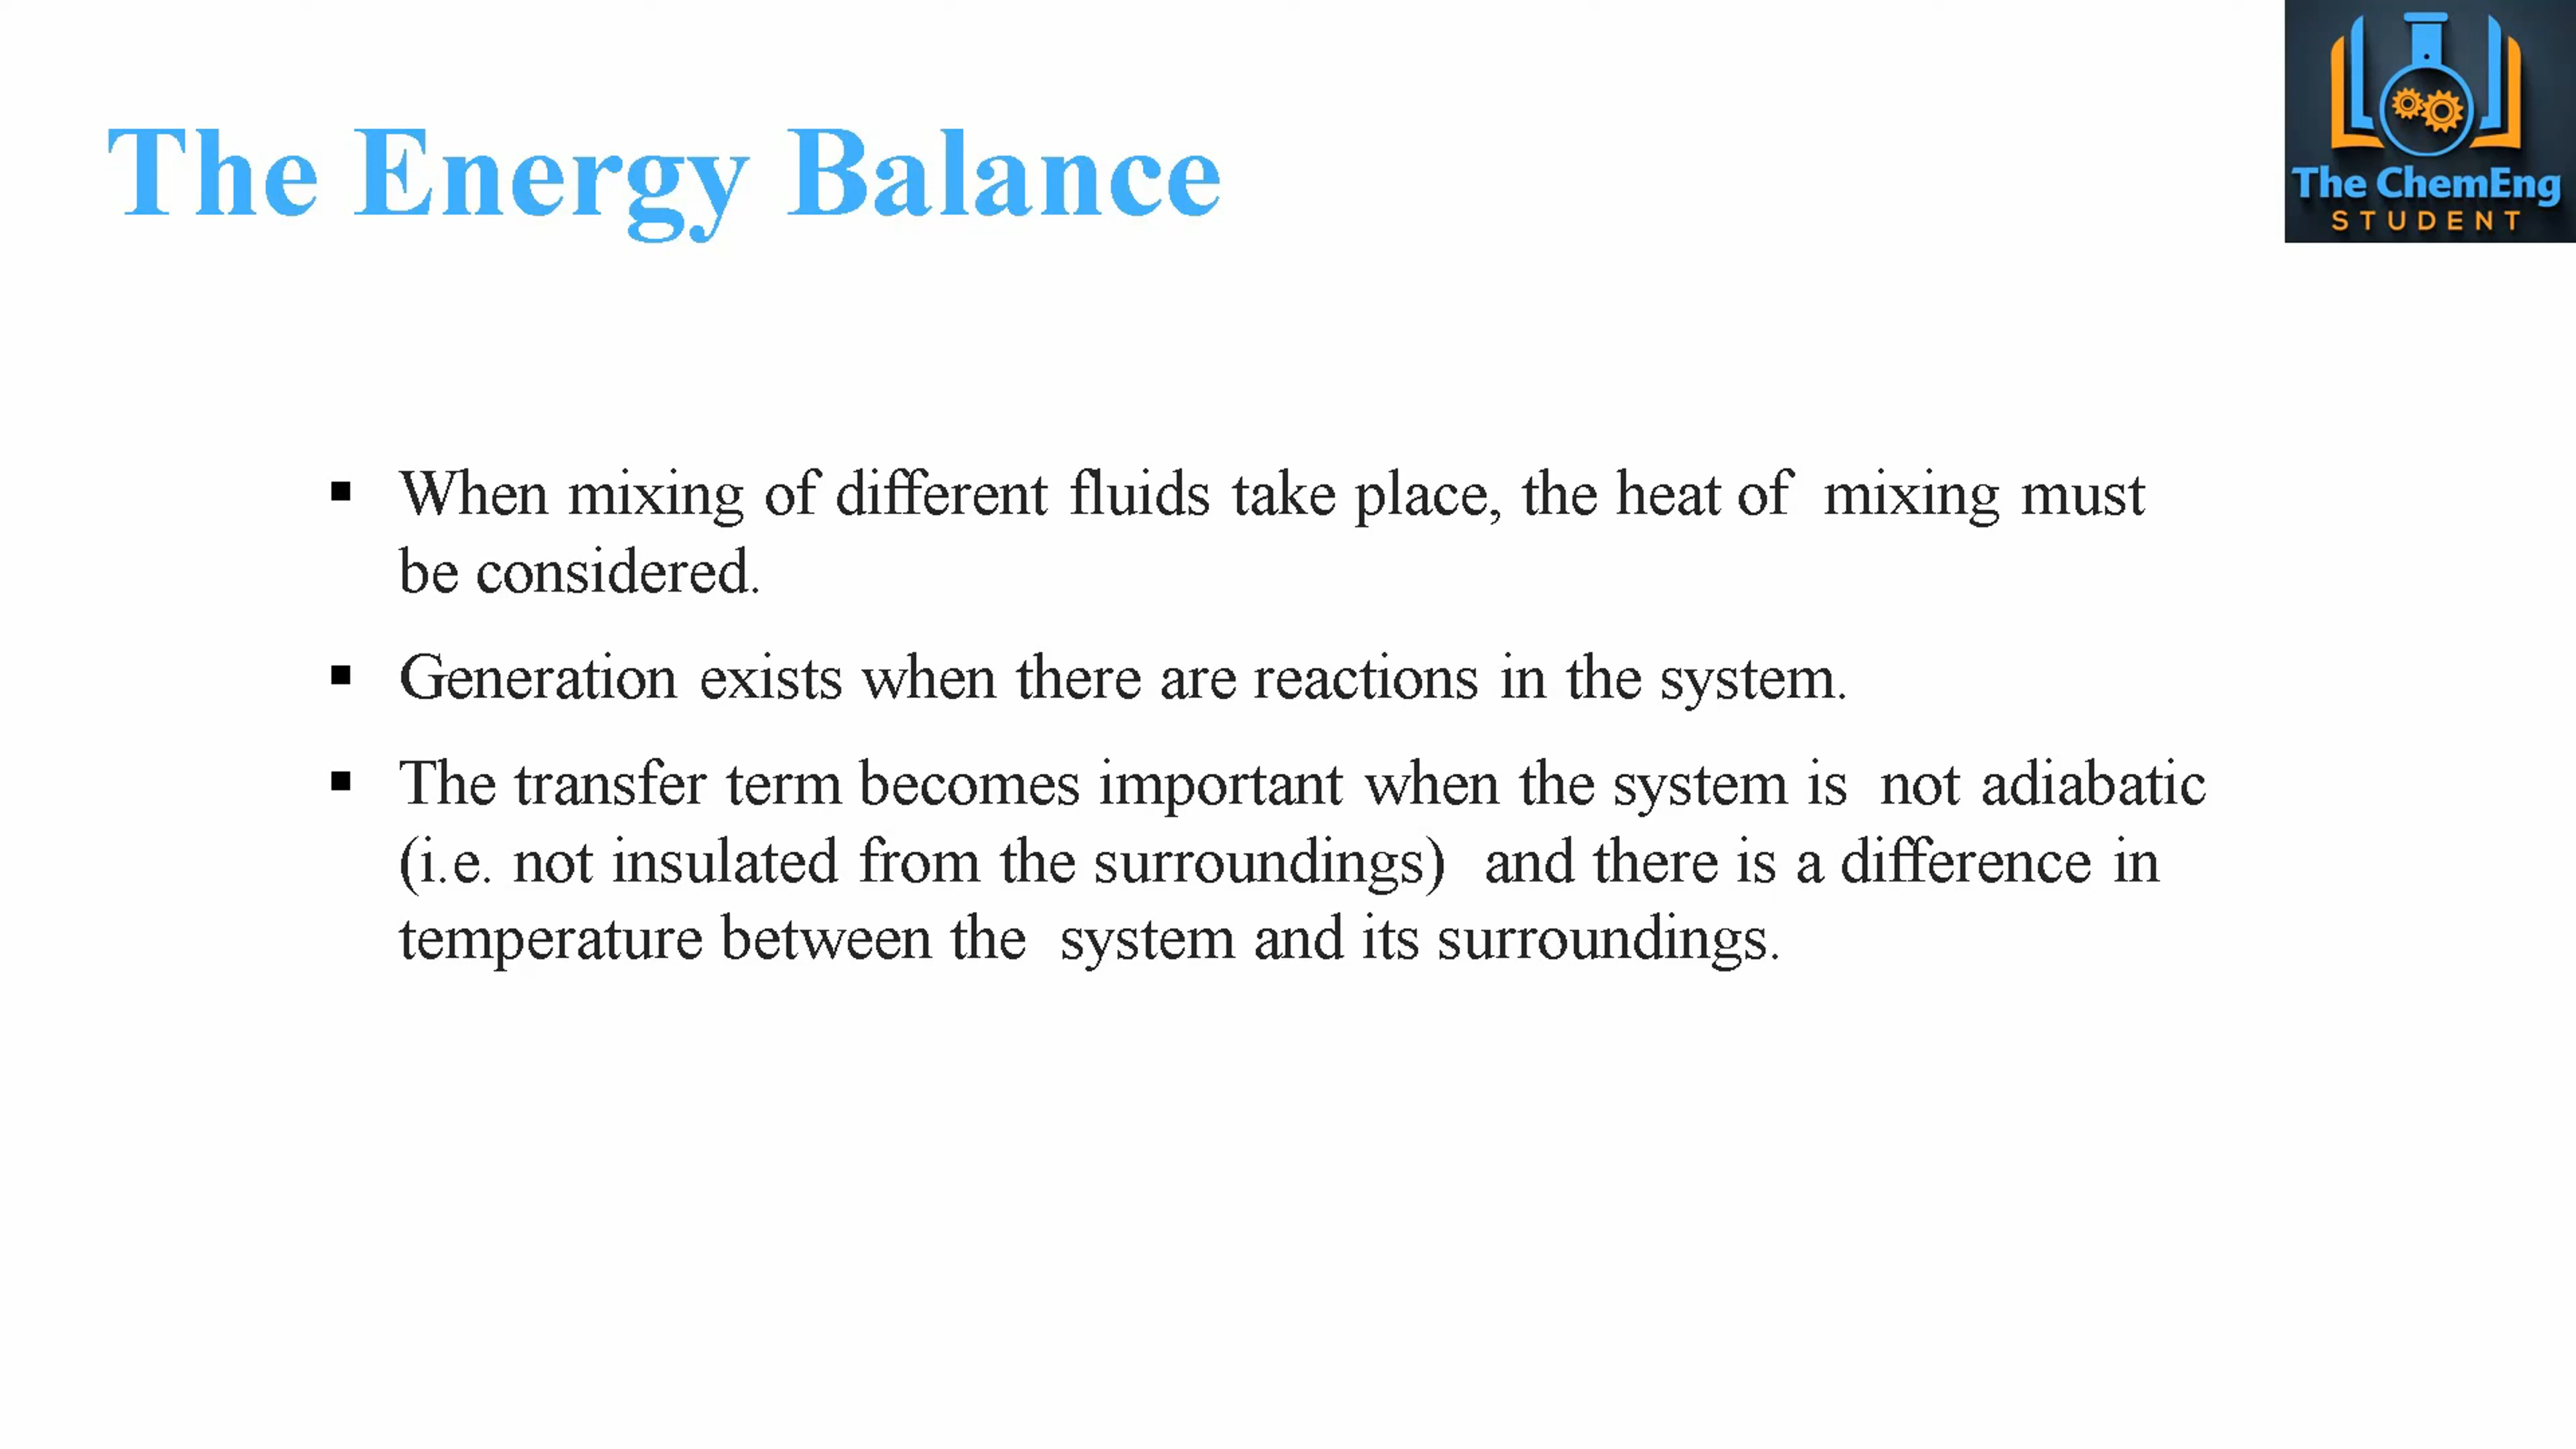 The Energy Balance
The ChemEng
STUDENT
▪ When mixing of different fluids take place, the heat of mixing must
be considered.
▪ Generation exists when there are reactions in the system.
▪ The transfer term becomes important when the system is not adiabatic
(i.e. not insulated from the surroundings) and there is a difference in
temperature between the system and its surroundings.